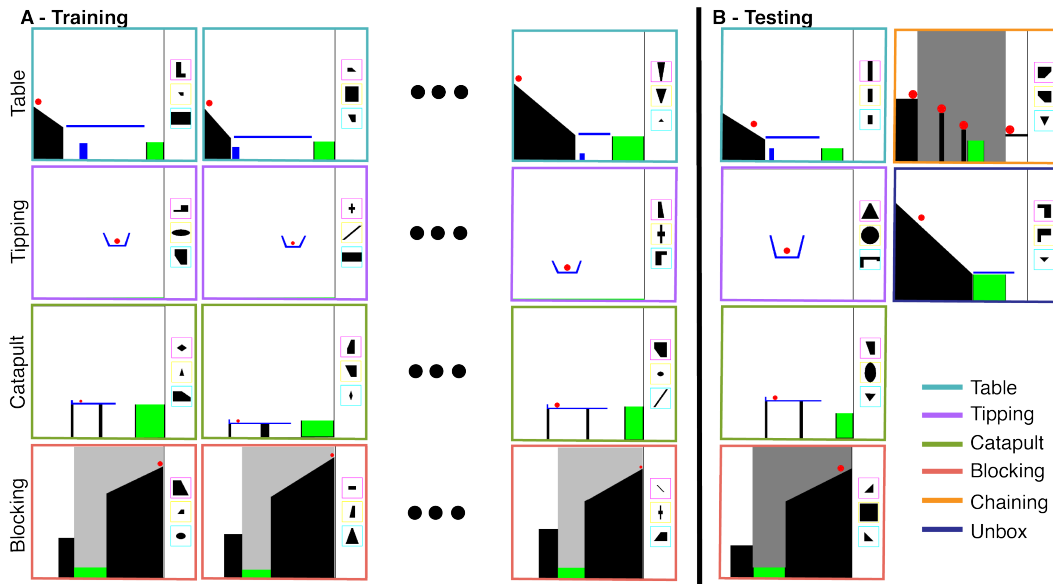 A - Training
B - Testing
Table
Tipping
Catapult
Blocking
Table
Tipping
Catapult
Blocking
Chaining
Unbox